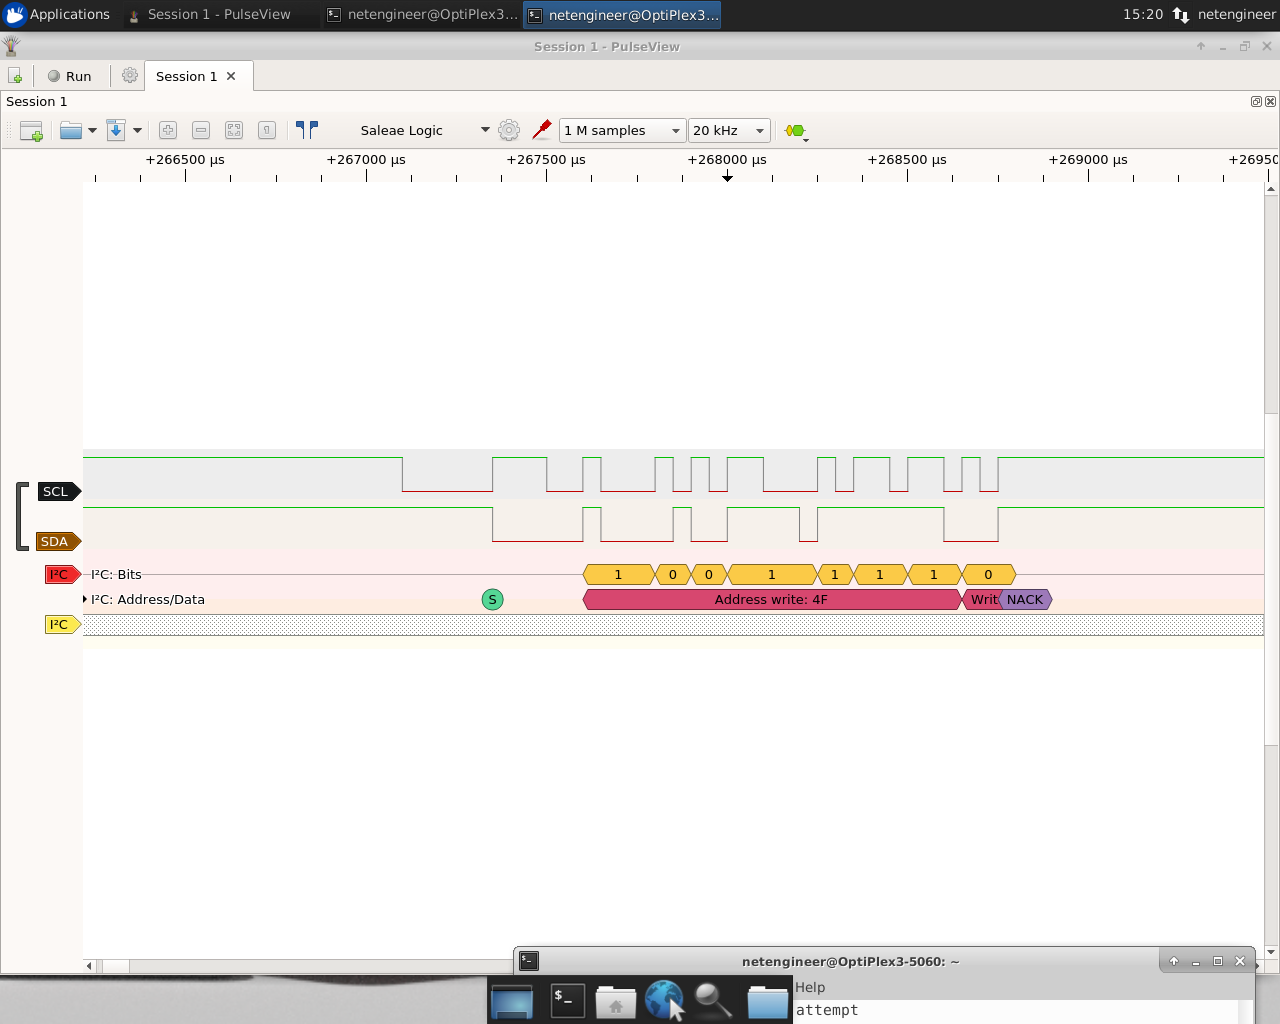 Applications
Session 1 - PulseView
netengineer@OptiPlex3...
netengineer@OptiPlex3...
15:20
netengineer
Session 1 - PulseView
Run
Session 1
Session 1
Saleae Logic
1 M samples
20 kHz
+266500 µs
+267000 µs
+267500 µs
+268000 µs
+268500 µs
+269000 µs
+26950
SCL
SDA
I²C
I²C: Bits
1
0
0
1
1
1
1
0
I²C: Address/Data
S
Address write: 4F
Writ
NACK
I²C
netengineer@OptiPlex3-5060: ~
Help
attempt